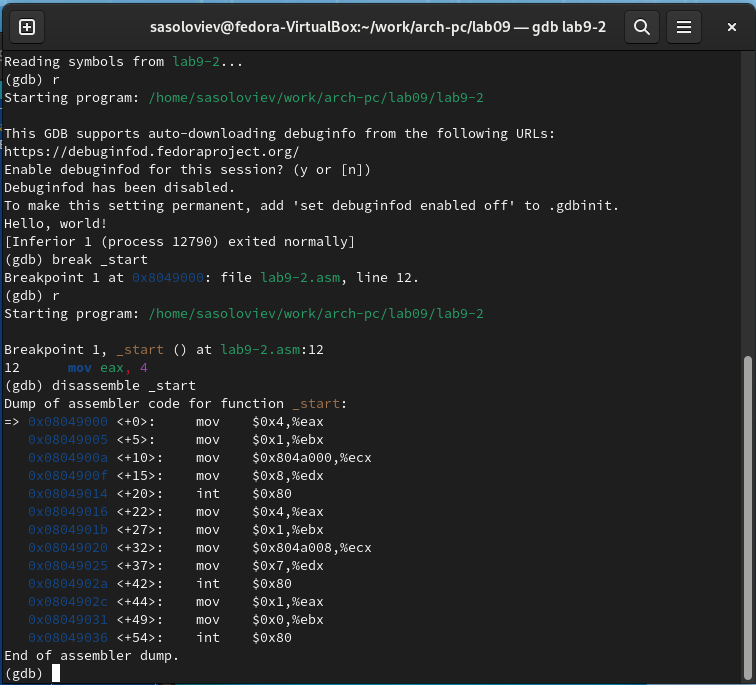 sasoloviev@fedora-VirtualBox:~/work/arch-pc/lab09 — gdb lab9-2
Reading symbols from lab9-2...
(gdb) r
Starting program: /home/sasoloviev/work/arch-pc/lab09/lab9-2

This GDB supports auto-downloading debuginfo from the following URLs:
https://debuginfod.fedoraproject.org/
Enable debuginfod for this session? (y or [n])
Debuginfod has been disabled.
To make this setting permanent, add 'set debuginfod enabled off' to .gdbinit.
Hello, world!
[Inferior 1 (process 12790) exited normally]
(gdb) break _start
Breakpoint 1 at 0x8049000: file lab9-2.asm, line 12.
(gdb) r
Starting program: /home/sasoloviev/work/arch-pc/lab09/lab9-2

Breakpoint 1, _start () at lab9-2.asm:12
12      mov eax, 4
(gdb) disassemble _start
Dump of assembler code for function _start:
=> 0x08049000 <+0>:     mov    $0x4,%eax
   0x08049005 <+5>:     mov    $0x1,%ebx
   0x0804900a <+10>:    mov    $0x804a000,%ecx
   0x0804900f <+15>:    mov    $0x8,%edx
   0x08049014 <+20>:    int    $0x80
   0x08049016 <+22>:    mov    $0x4,%eax
   0x0804901b <+27>:    mov    $0x1,%ebx
   0x08049020 <+32>:    mov    $0x804a008,%ecx
   0x08049025 <+37>:    mov    $0x7,%edx
   0x0804902a <+42>:    int    $0x80
   0x0804902c <+44>:    mov    $0x1,%eax
   0x08049031 <+49>:    mov    $0x0,%ebx
   0x08049036 <+54>:    int    $0x80
End of assembler dump.
(gdb)